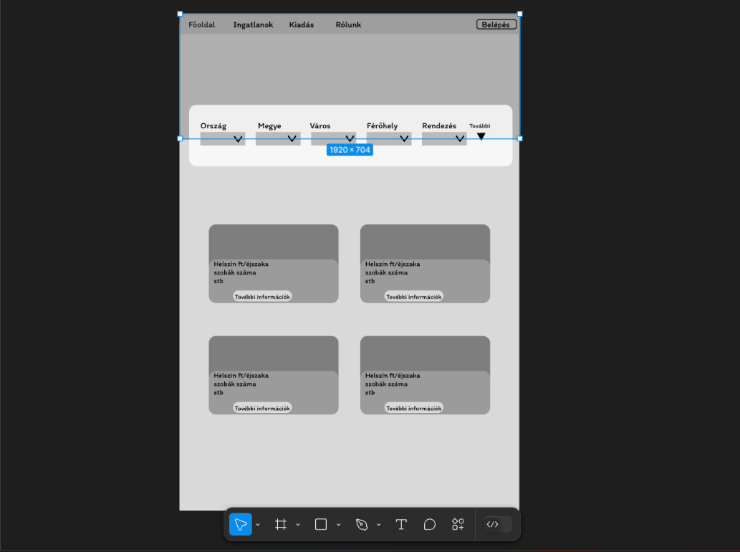 Főoldal Ingatlanok Kiadás Rólunk Belépés
Ország Megye Város Férőhely Rendezés További
1920 × 704
Helszín ft/éjszaka
szobák száma
stb
További információk
Helszín ft/éjszaka
szobák száma
stb
További információk
Helszín ft/éjszaka
szobák száma
stb
További információk
Helszín ft/éjszaka
szobák száma
stb
További információk